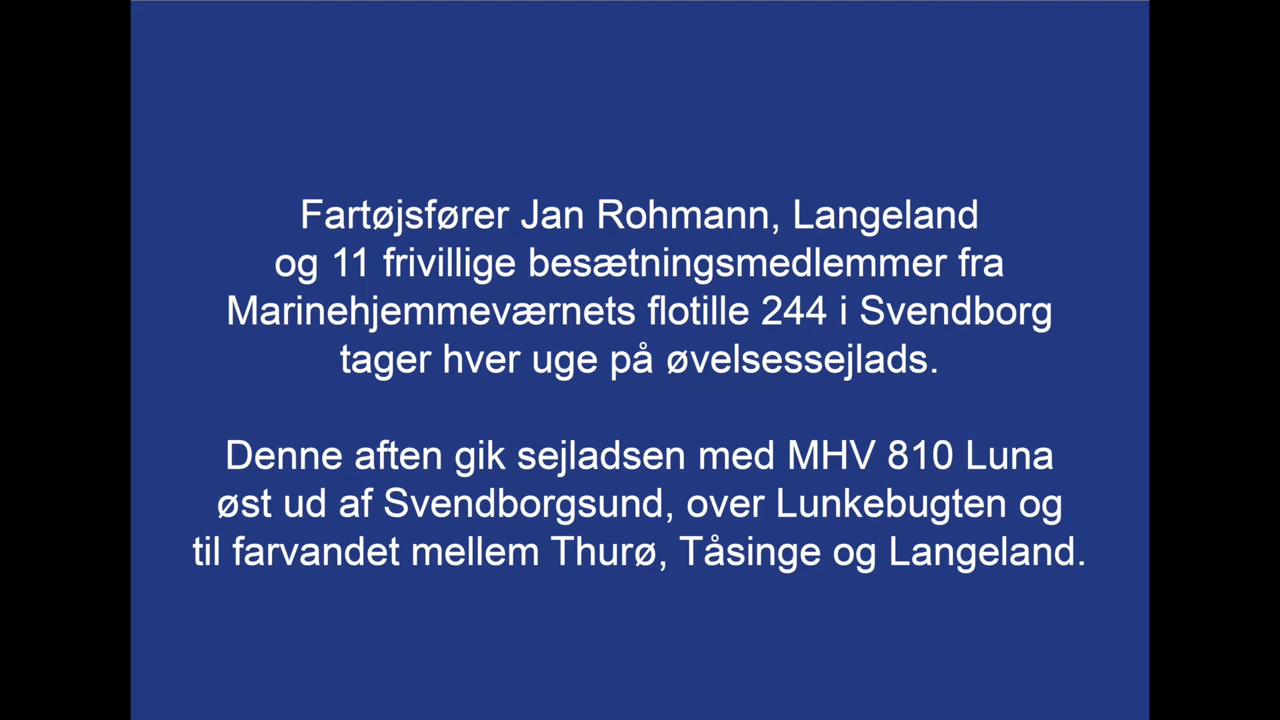 Fartøjsfører Jan Rohmann, Langeland
og 11 frivillige besætningsmedlemmer fra
Marinehjemmeværnets flotille 244 i Svendborg
tager hver uge på øvelsessejlads.
Denne aften gik sejladsen med MHV 810 Luna
øst ud af Svendborgsund, over Lunkebugten og
til farvandet mellem Thurø, Tåsinge og Langeland.